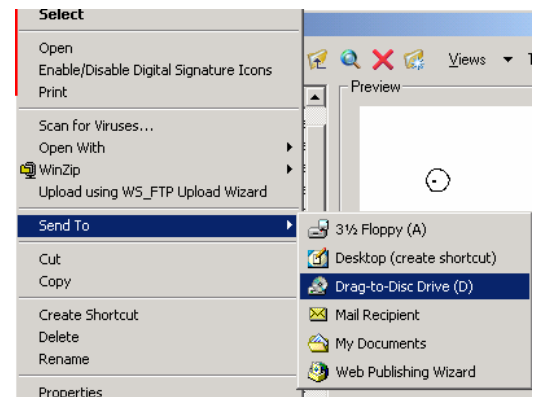 Select
Open
Enable/Disable Digital Signature Icons
Print
Scan for Viruses...
Open With
WinZip
Upload using WS_FTP Upload Wizard
Send To
Cut
Copy
Create Shortcut
Delete
Rename
Properties
Views
Preview
3½ Floppy (A)
Desktop (create shortcut)
Drag-to-Disc Drive (D)
Mail Recipient
My Documents
Web Publishing Wizard